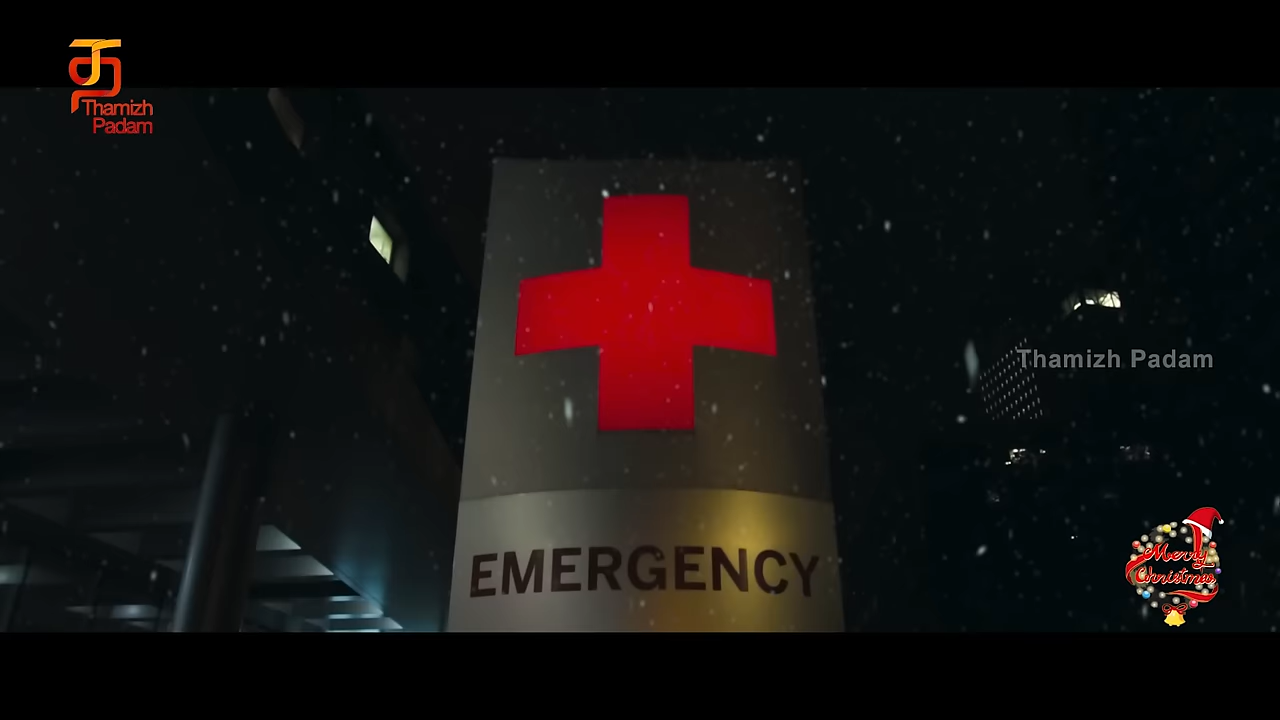 Thamizh
Padam
Thamizh Padam
EMERGENCY
Merry
Christmas